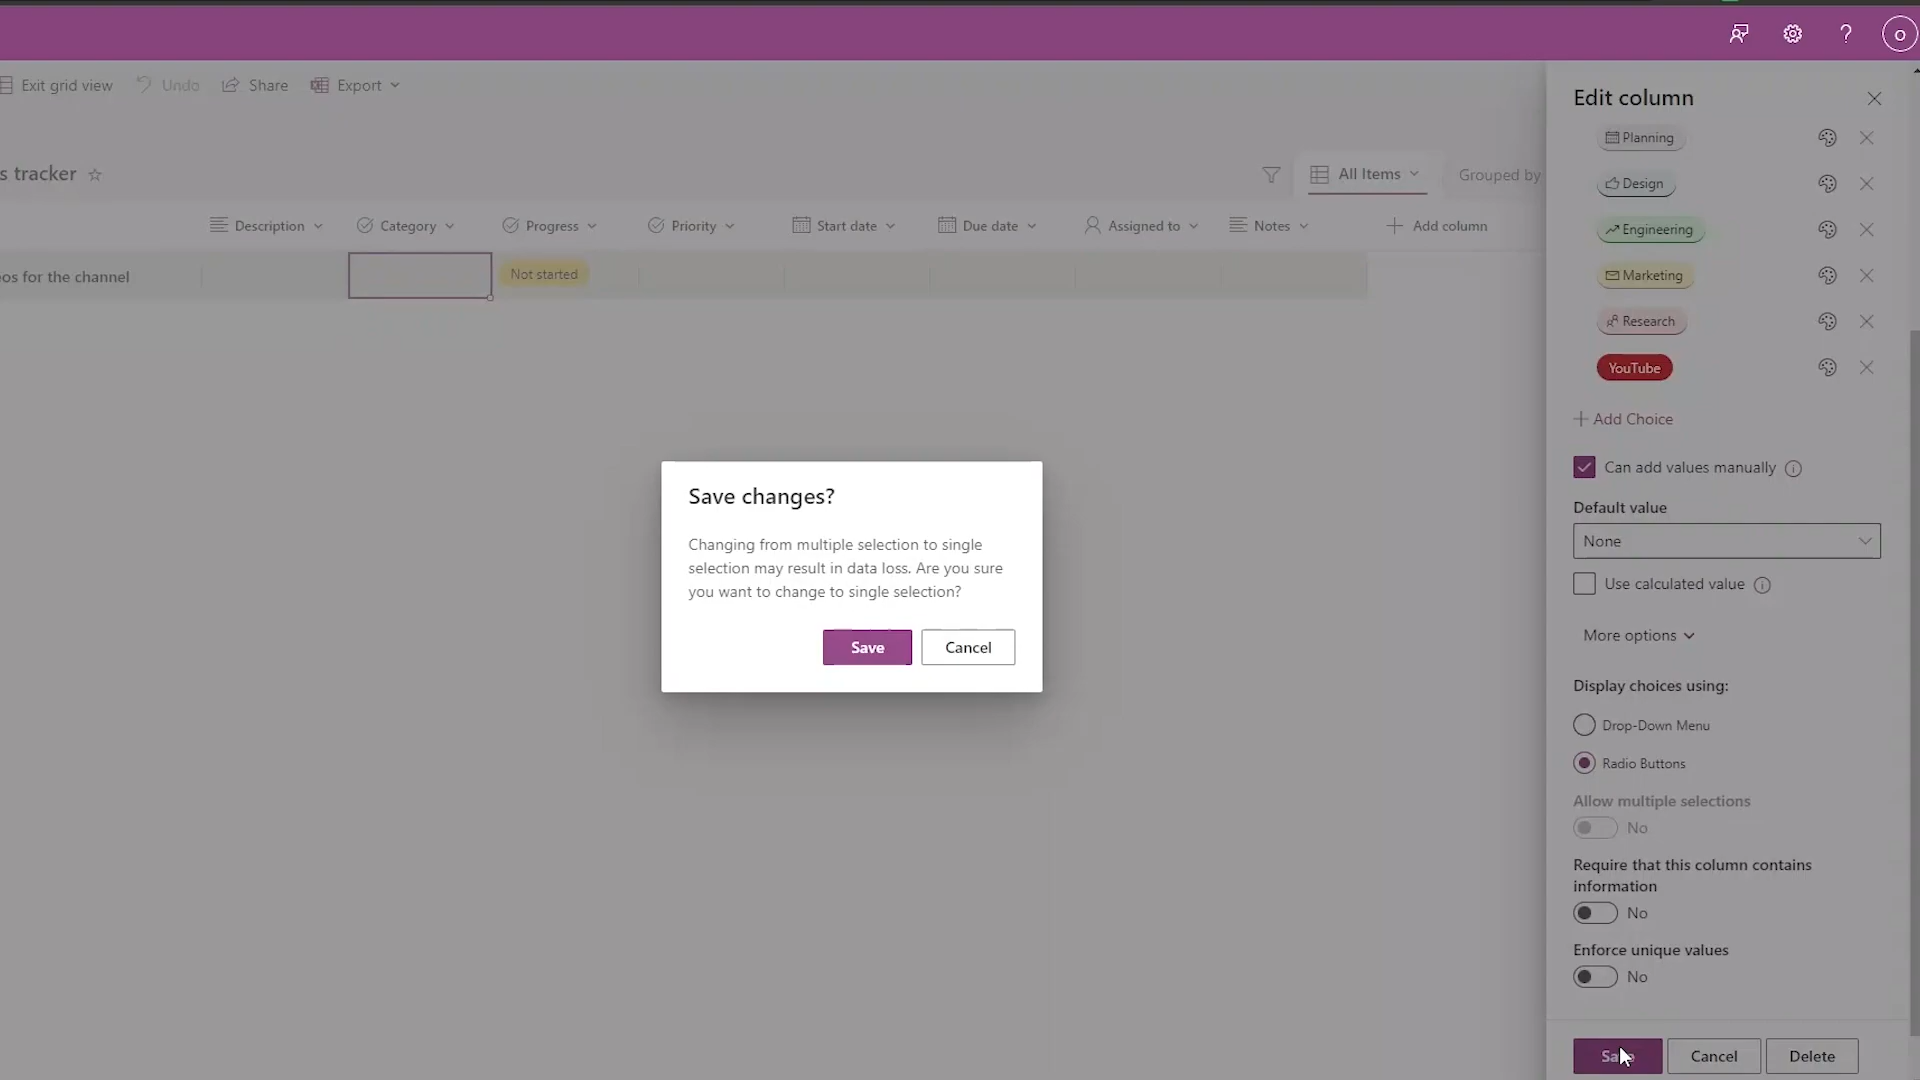 O
Exit grid view
Undo
Share
Export
s tracker
All Items
Grouped by
Description
Category
Progress
Priority
Start date
Due date
Assigned to
Notes
Add column
os for the channel
Not started
Save changes?
Changing from multiple selection to single
selection may result in data loss. Are you sure
you want to change to single selection?
Save
Cancel
Edit column
Planning
Design
Engineering
Marketing
Research
YouTube
Add Choice
Can add values manually
Default value
None
Use calculated value
More options
Display choices using:
Drop-Down Menu
Radio Buttons
Allow multiple selections
No
Require that this column contains
information
No
Enforce unique values
No
Save
Cancel
Delete